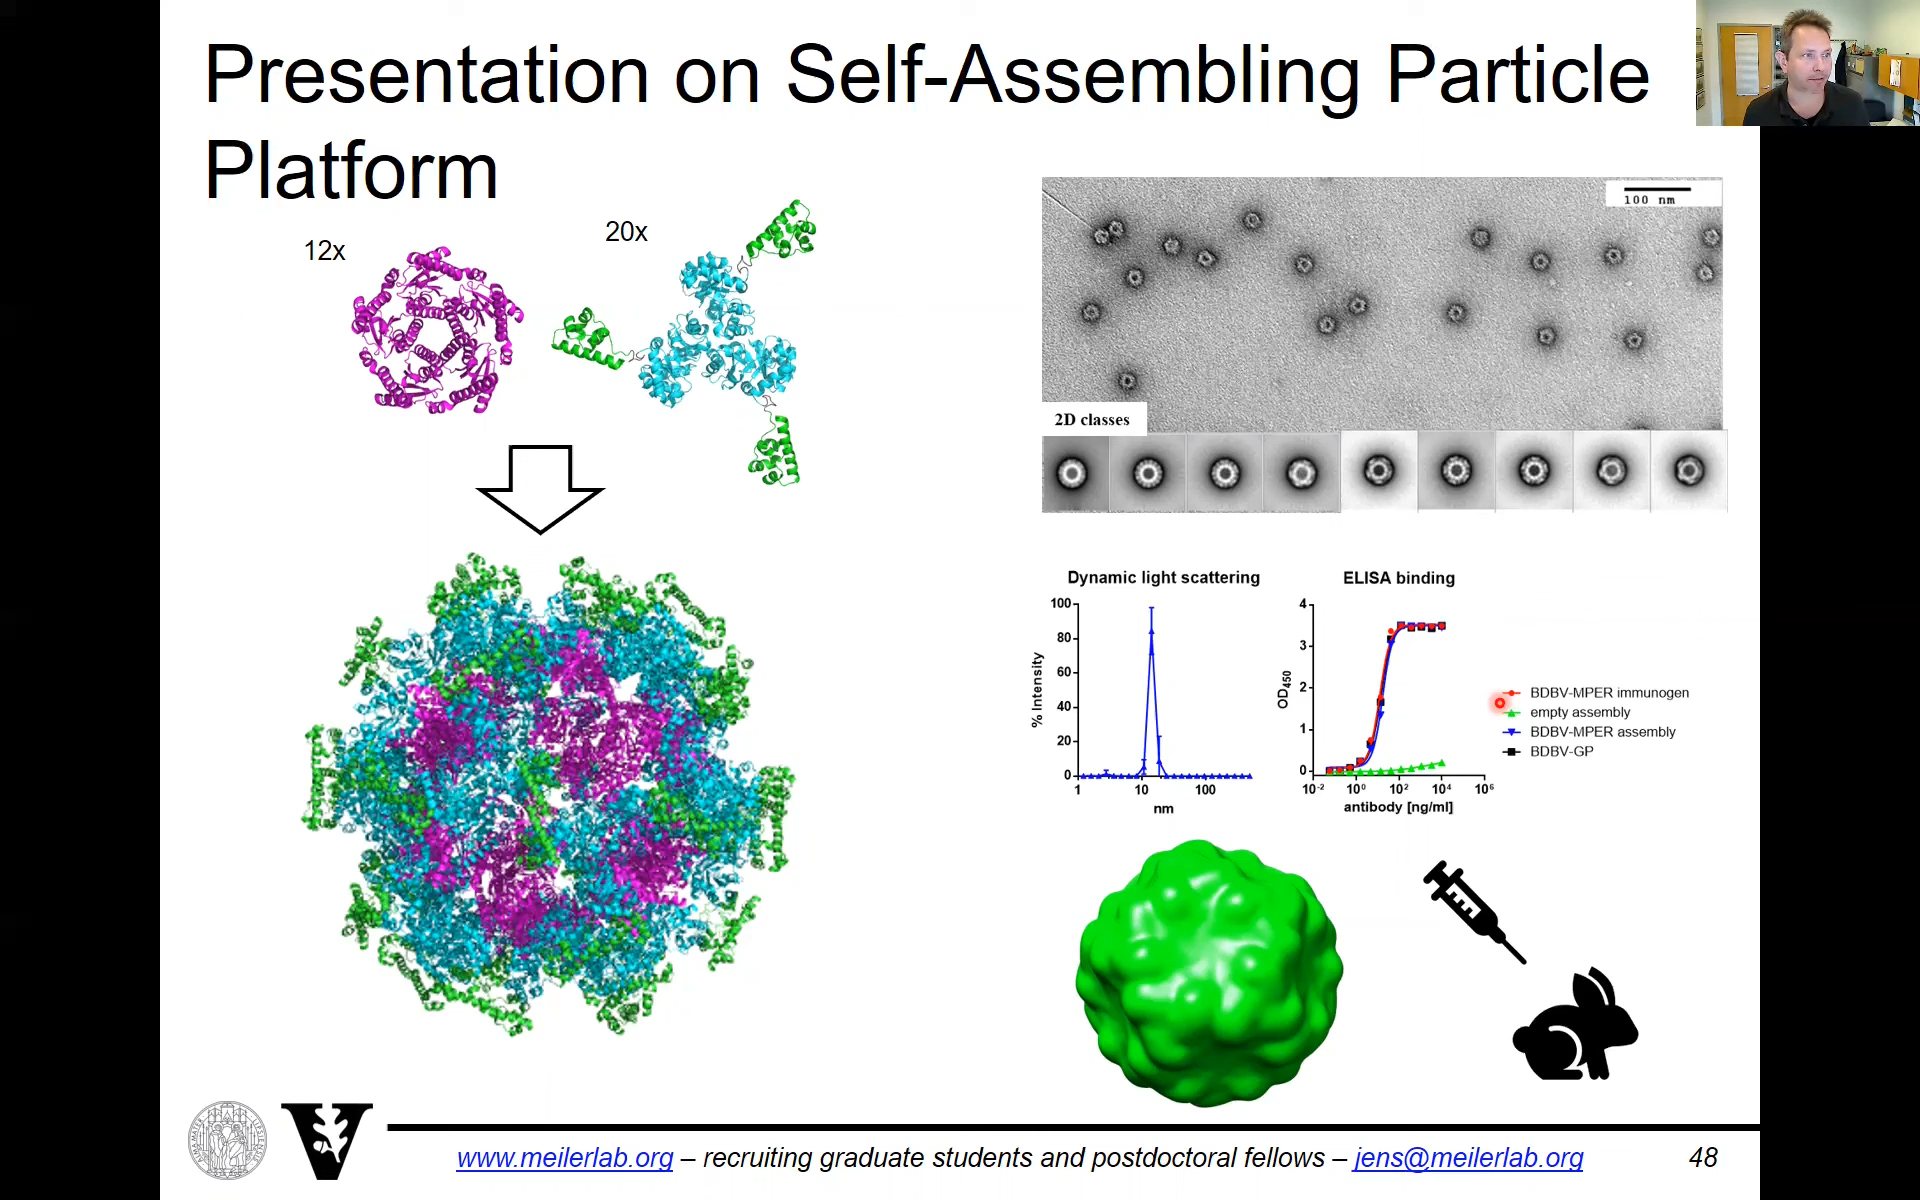 Presentation on Self-Assembling Particle
Platform
12x
20x
100 nm
2D classes
Dynamic light scattering
% Intensity
100
80
60
40
20
0
1
10
100
nm
ELISA binding
OD450
4
3
2
1
0
10-2
100
102
104
106
antibody [ng/ml]
BDBV-MPER immunogen
empty assembly
BDBV-MPER assembly
BDBV-GP
www.meilerlab.org – recruiting graduate students and postdoctoral fellows – jens@meilerlab.org
48
V